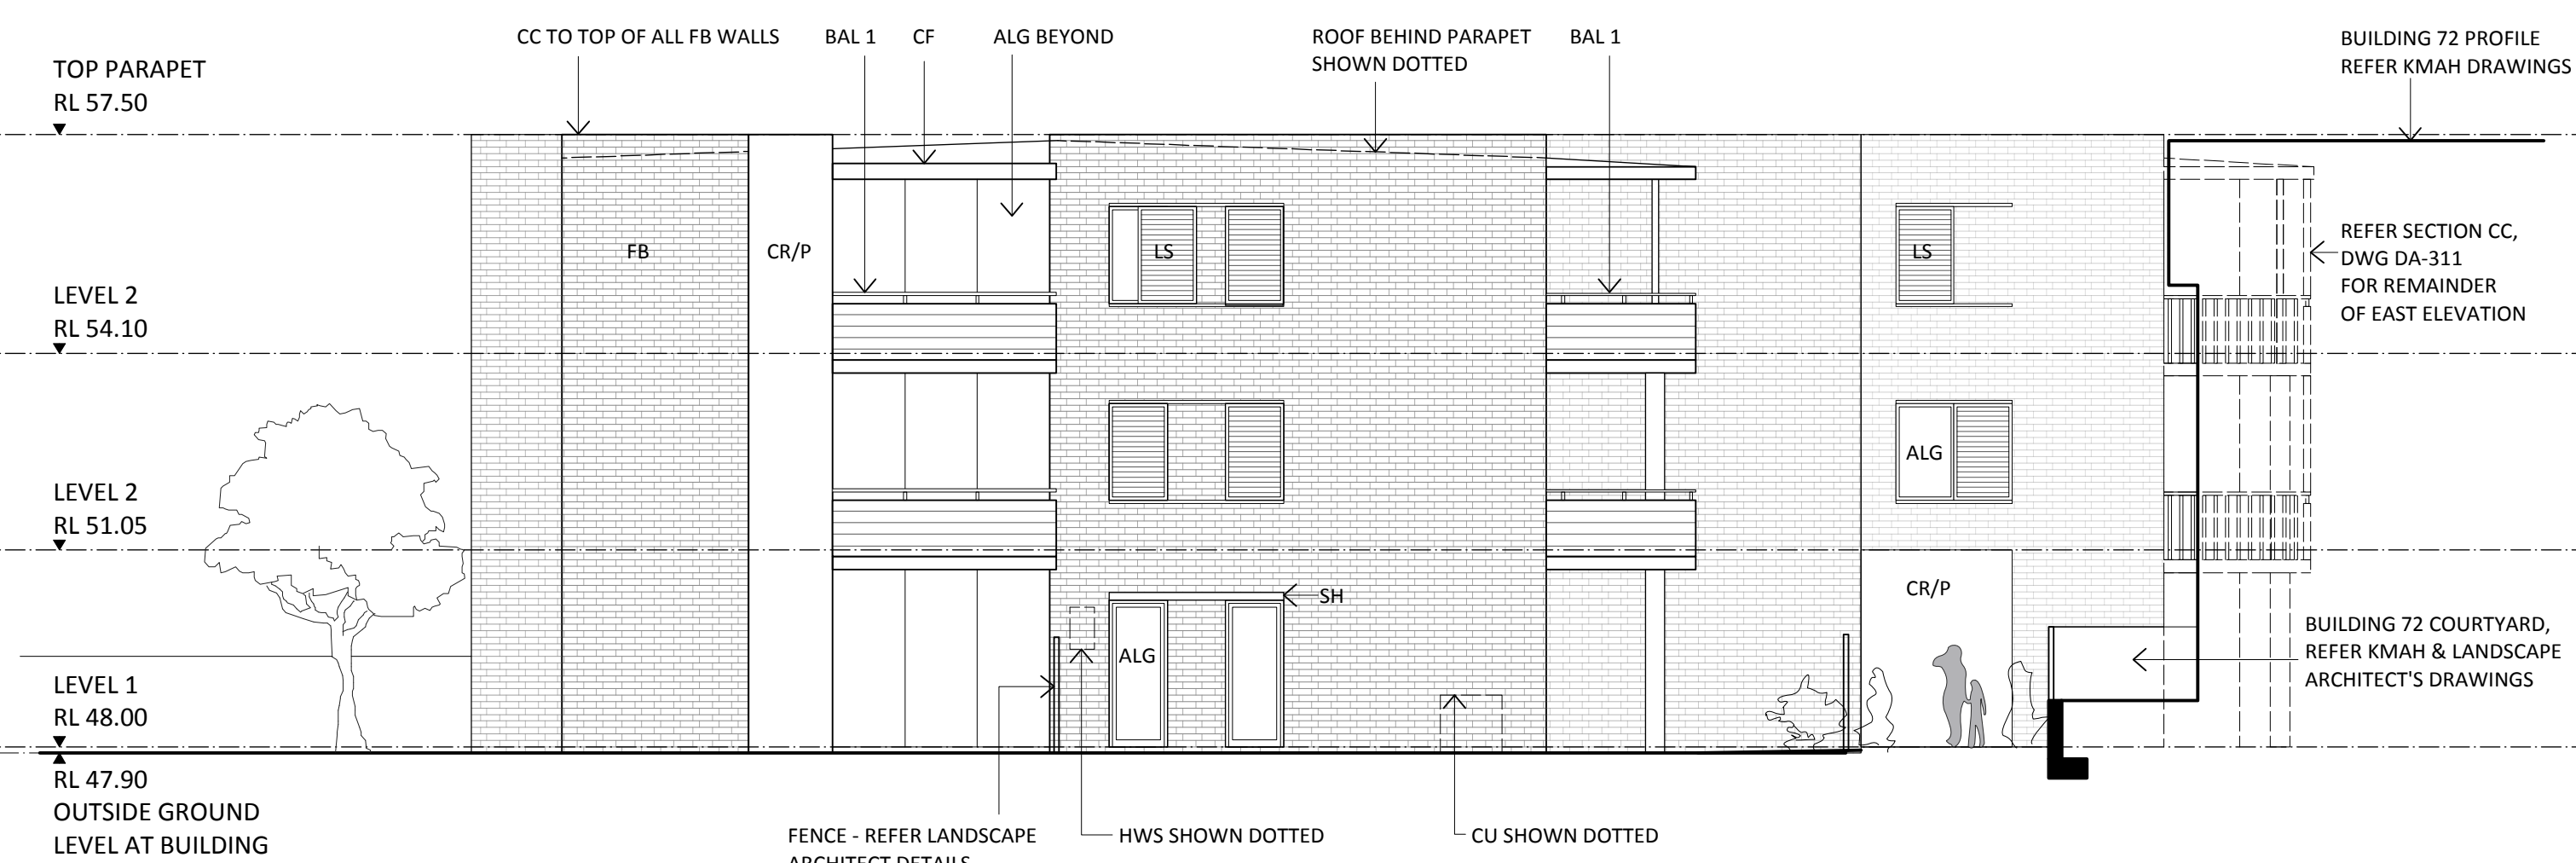 CC TO TOP OF ALL FB WALLS
BAL 1
CF
ALG BEYOND
ROOF BEHIND PARAPET
SHOWN DOTTED
BAL 1
BUILDING 72 PROFILE
REFER KMAH DRAWINGS
TOP PARAPET
RL 57.50
FB
CR/P
LS
LS
REFER SECTION CC,
DWG DA-311
FOR REMAINDER
OF EAST ELEVATION
LEVEL 2
RL 54.10
ALG
LEVEL 2
RL 51.05
SH
CR/P
ALG
BUILDING 72 COURTYARD,
REFER KMAH & LANDSCAPE
ARCHITECT'S DRAWINGS
LEVEL 1
RL 48.00
RL 47.90
OUTSIDE GROUND
LEVEL AT BUILDING
FENCE - REFER LANDSCAPE
ARCHITECT DETAILS
HWS SHOWN DOTTED
CU SHOWN DOTTED